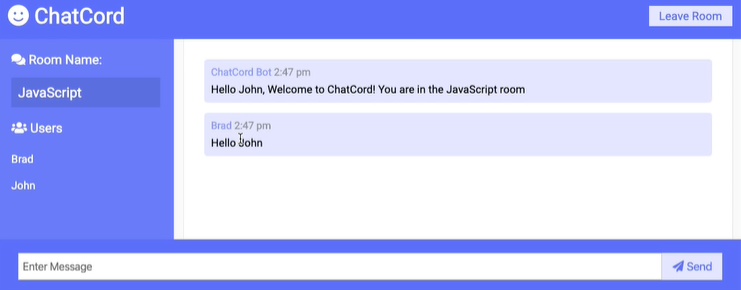 ChatCord
Leave Room
Room Name:
JavaScript
Users
Brad
John
ChatCord Bot 2:47 pm
Hello John, Welcome to ChatCord! You are in the JavaScript room
Brad 2:47 pm
Hello John
Enter Message
Send